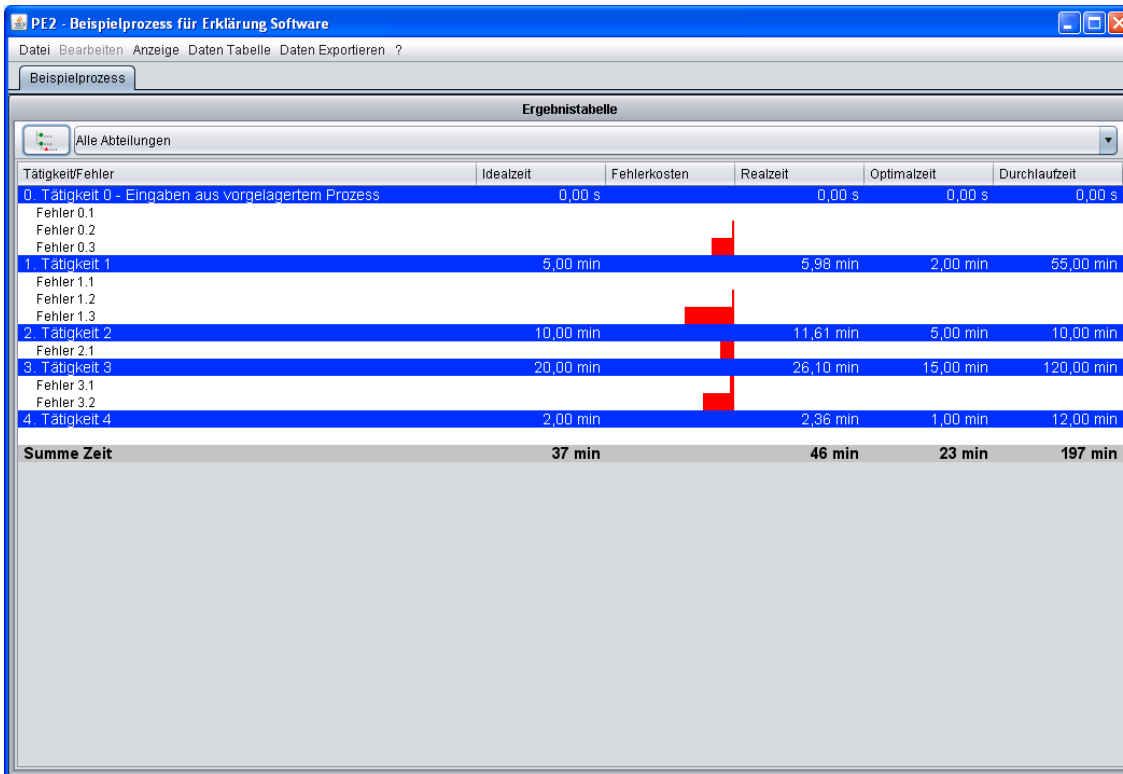 PE2 - Beispielprozess für Erklärung Software
Datei Bearbeiten Anzeige Daten Tabelle Daten Exportieren ?
Beispielprozess
Ergebnistabelle
Alle Abteilungen
Tätigkeit/Fehler Idealzeit Fehlerkosten Realzeit Optimalzeit Durchlaufzeit
0. Tätigkeit 0 - Eingaben aus vorgelagertem Prozess 0,00 s 0,00 s 0,00 s 0,00 s
Fehler 0.1
Fehler 0.2
Fehler 0.3
1. Tätigkeit 1 5,00 min 5,98 min 2,00 min 55,00 min
Fehler 1.1
Fehler 1.2
Fehler 1.3
2. Tätigkeit 2 10,00 min 11,61 min 5,00 min 10,00 min
Fehler 2.1
3. Tätigkeit 3 20,00 min 26,10 min 15,00 min 120,00 min
Fehler 3.1
Fehler 3.2
4. Tätigkeit 4 2,00 min 2,36 min 1,00 min 12,00 min
Summe Zeit 37 min 46 min 23 min 197 min